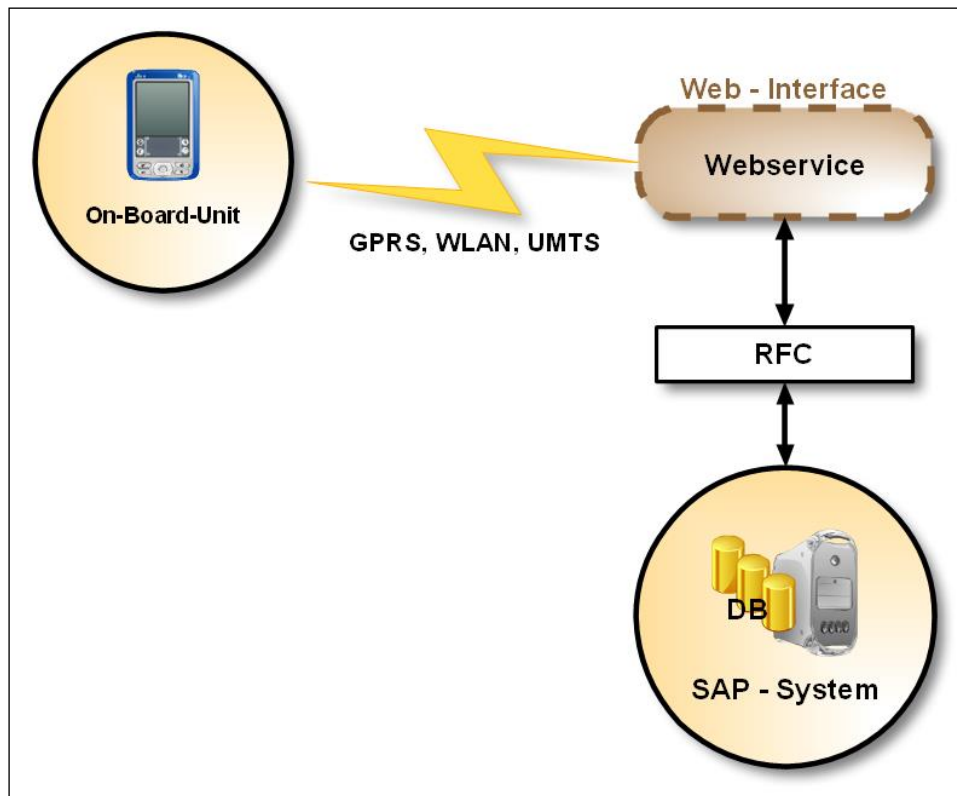 Web - Interface
Webservice
On-Board-Unit
GPRS, WLAN, UMTS
RFC
DB
SAP - System